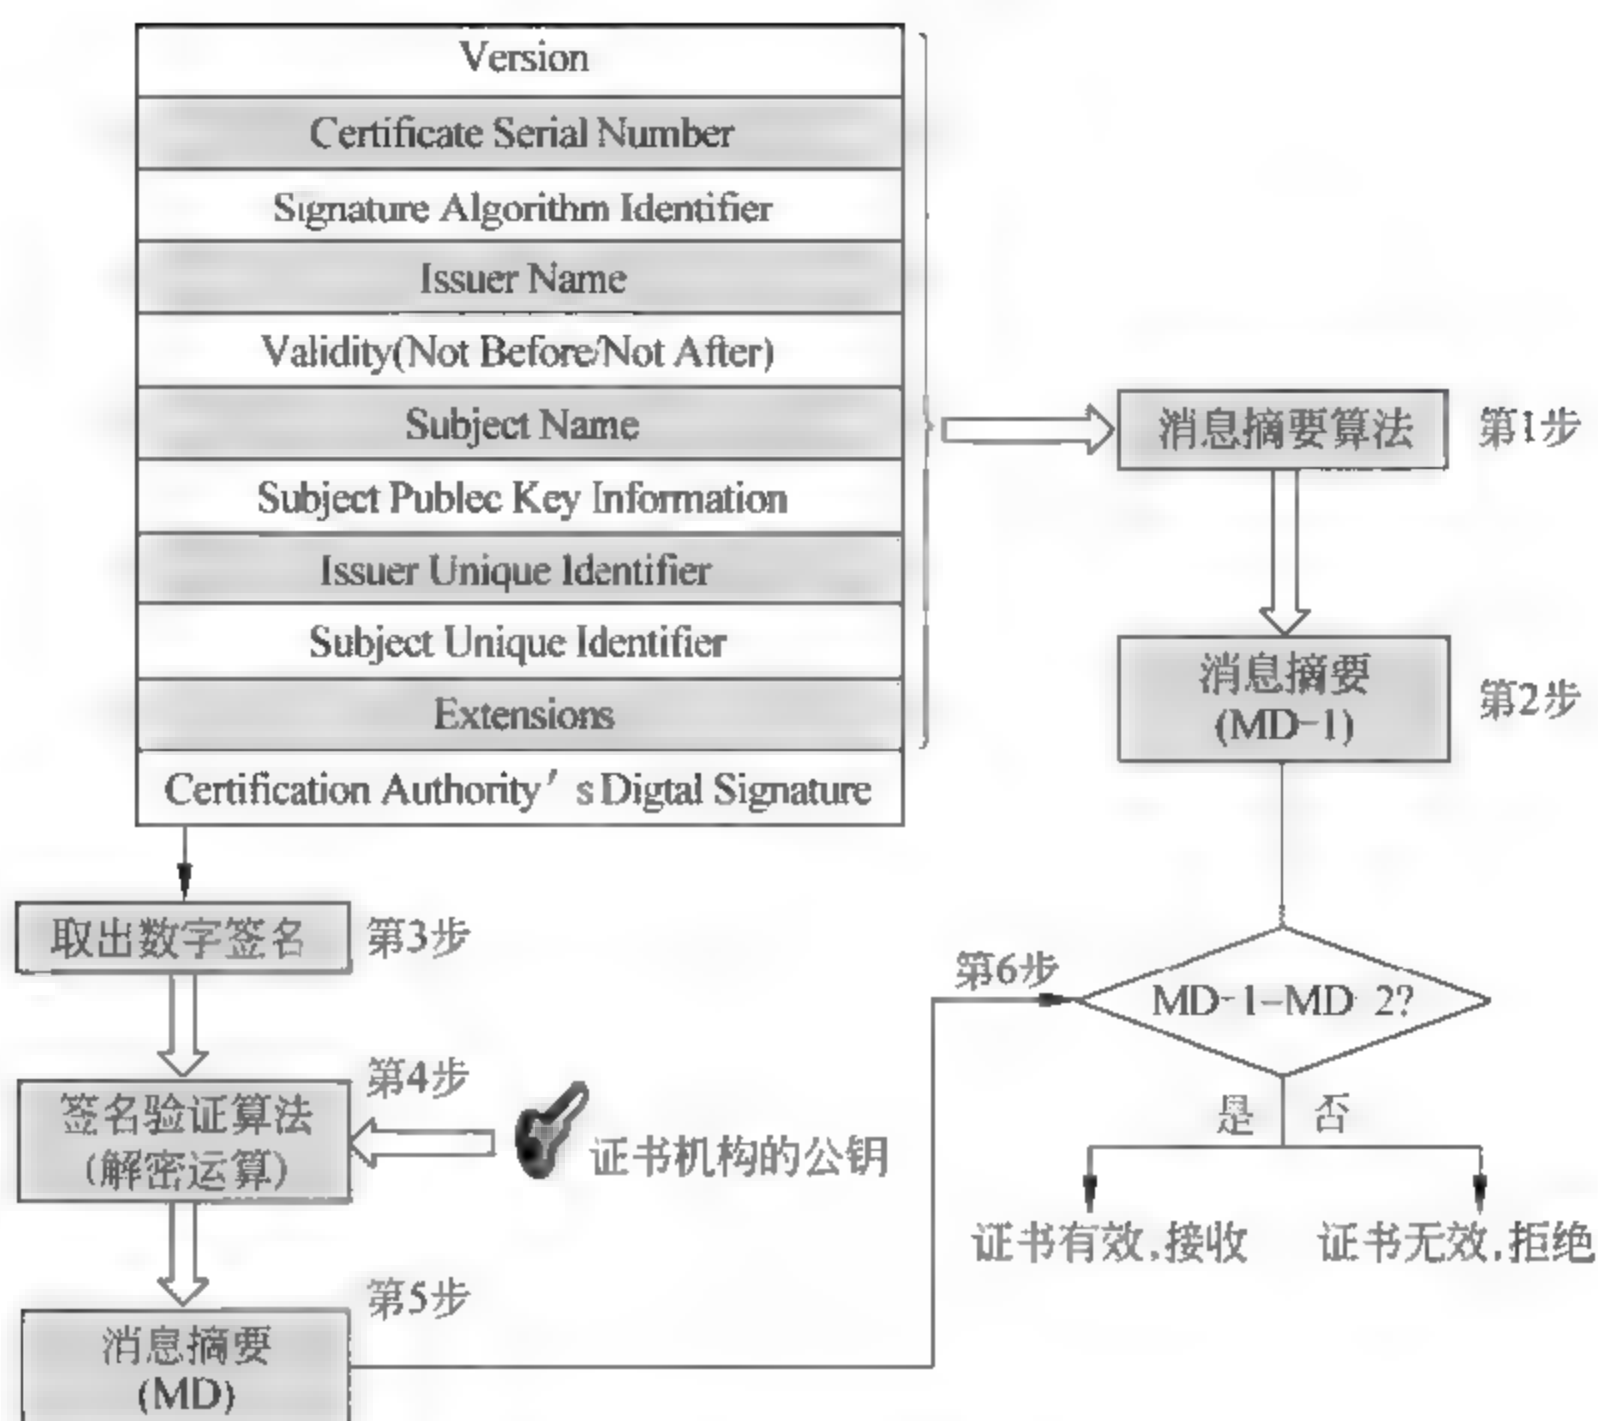 Version
Certificate Serial Number
Signature Algorithm Identifier
Issuer Name
Validity(Not Before/Not After)
Subject Name
Subject Publec Key Information
Issuer Unique Identifier
Subject Unique Identifier
Extensions
Certification Authority′ s Digtal Signature
消息摘要算法
第1步
消息摘要
(MD-1)
第2步
取出数字签名
第3步
签名验证算法
(解密运算)
第4步
证书机构的公钥
消息摘要
(MD)
第5步
第6步
MD-1=MD 2?
是
否
证书有效,接收
证书无效,拒绝